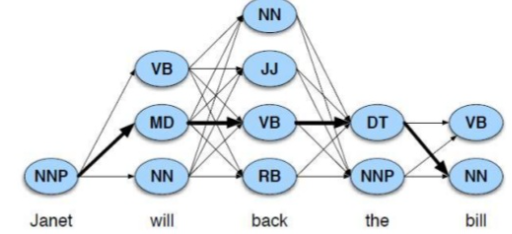 NN
VB JJ
MD VB DT VB
NNP NN RB NNP NN
Janet will back the bill